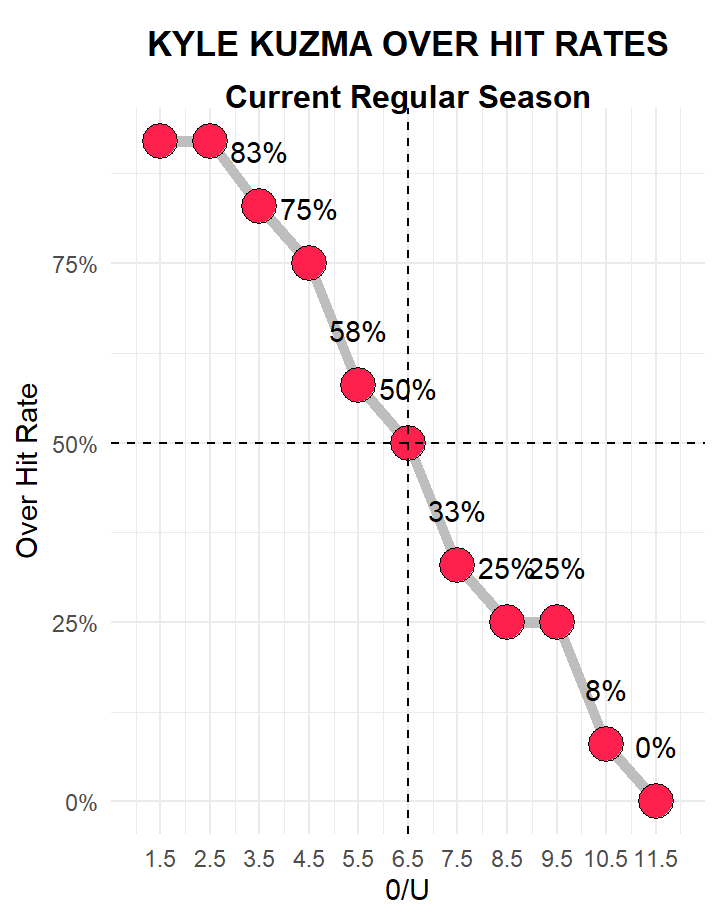 KYLE KUZMA OVER HIT RATES
Current Regular Season
83%
75%
58%
50%
33%
25%
25%
8%
0%
75%
50%
25%
0%
Over Hit Rate
1.5 2.5 3.5 4.5 5.5 6.5 7.5 8.5 9.5 10.5 11.5
0/U